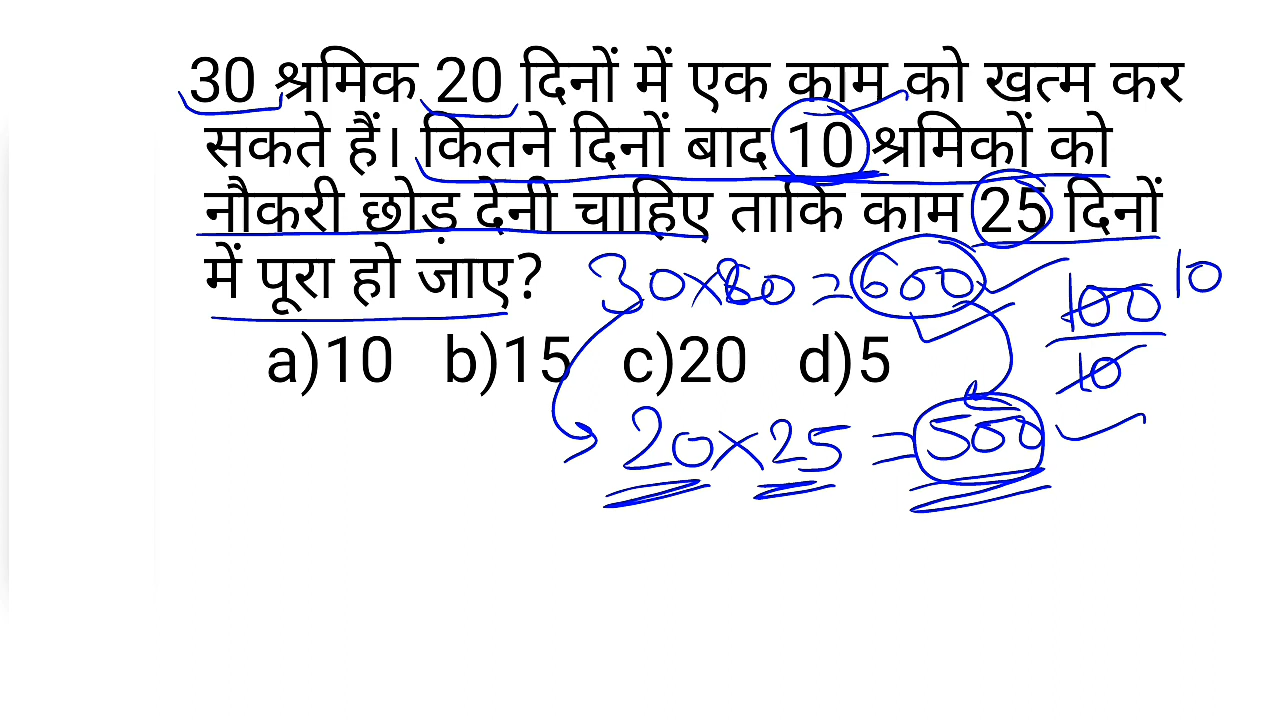 30 श्रमिक 20 दिनों में एक काम को खत्म कर
सकते हैं। कितने दिनों बाद 10 श्रमिकों को
नौकरी छोड़ देनी चाहिए ताकि काम 25 दिनों
में पूरा हो जाए?
30×20=600
100/10 10
a)10 b)15 c)20 d)5
20×25=500